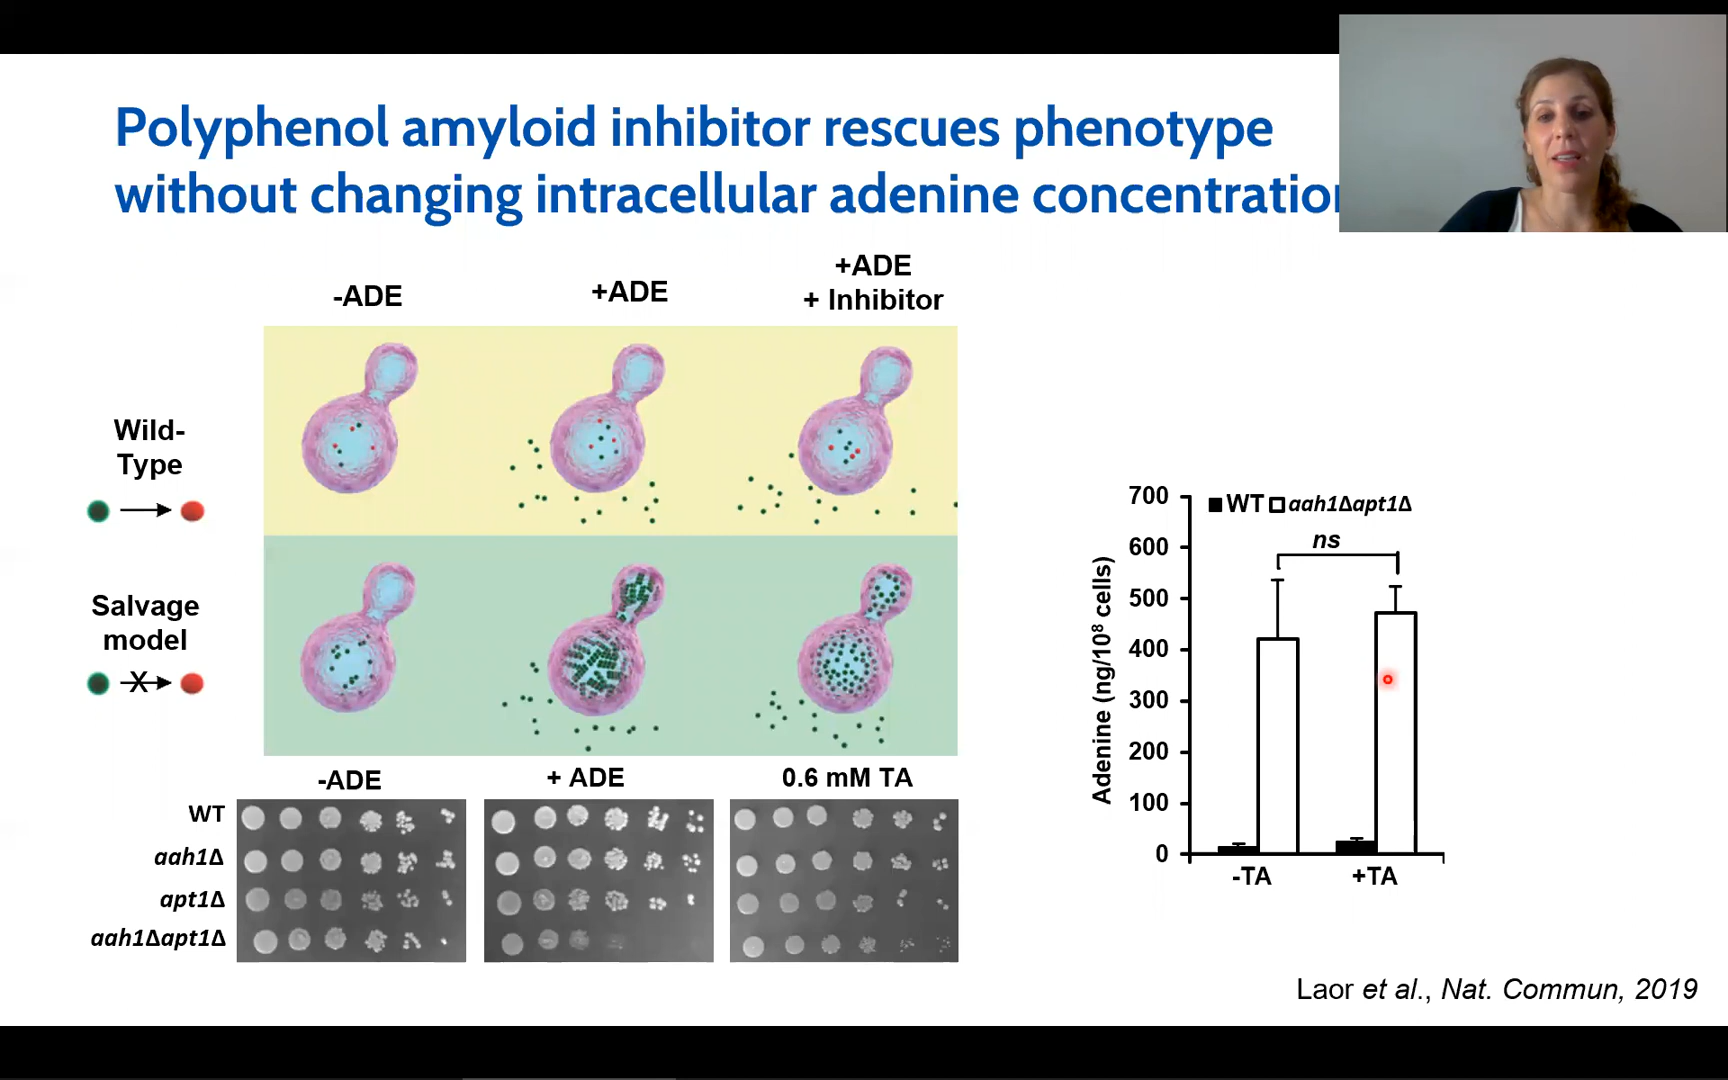 Polyphenol amyloid inhibitor rescues phenotype
without changing intracellular adenine concentration
-ADE
+ADE
+ADE
+ Inhibitor
Wild-
Type
Salvage
model
X
-ADE
+ ADE
0.6 mM TA
WT
aah1Δ
apt1Δ
aah1Δapt1Δ
Adenine (ng/10⁸ cells)
700
600
500
400
300
200
100
0
WT
aah1Δapt1Δ
ns
-TA
+TA
Laor et al., Nat. Commun, 2019